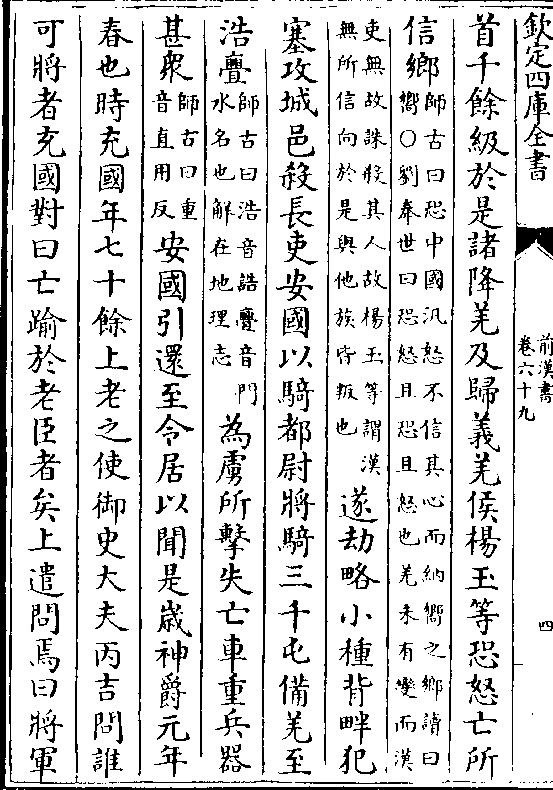 欽定四庫全書
前漢書
卷六十九
四
首千餘級於是諸降羌及歸義羌侯楊玉等恐怒亡所
信鄉師古曰恐中國汎怒不信其心而納嚮之鄉讀曰
嚮○劉奉世曰恐怒且恐且怒也羌未有變而漢
吏無故誅殺其人故楊玉等謂漢
無所信向於是與他族皆叛也遂劫略小種背畔犯
塞攻城邑殺長吏安國以騎都尉將騎三千屯備羌至
浩亹師古曰浩音誥亹音門
水名也解在地理志為虜所擊失亡車重兵器
甚衆師古曰重
音直用反安國引還至令居以聞是歲神爵元年
春也時充國年七十餘上老之使御史大夫丙吉問誰
可將者充國對曰亡踰於老臣者矣上遣問焉曰將軍